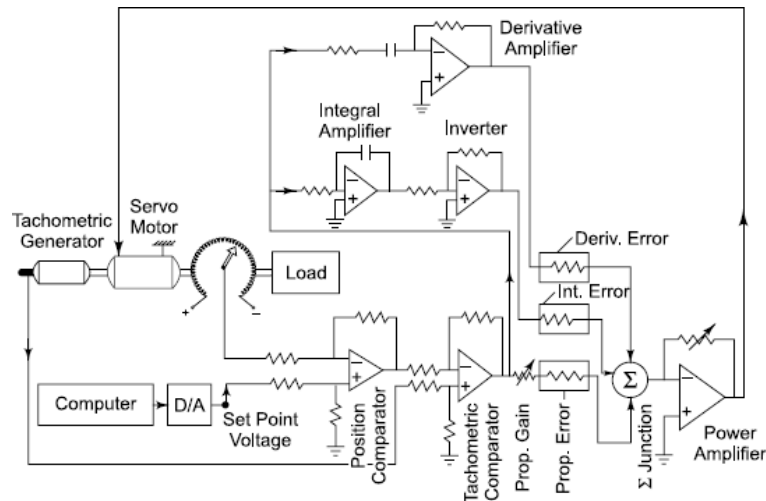 Derivative
Amplifier
Integral
Amplifier
Inverter
Tachometric
Generator
Servo
Motor
Load
Deriv. Error
Int. Error
+
−
−
+
−
+
−
+
−
+
−
+
−
+
Σ
Computer
D/A
Set Point
Voltage
Position
Comparator
Tachometric
Comparator
Prop. Gain
Prop. Error
Σ Junction
Power
Amplifier